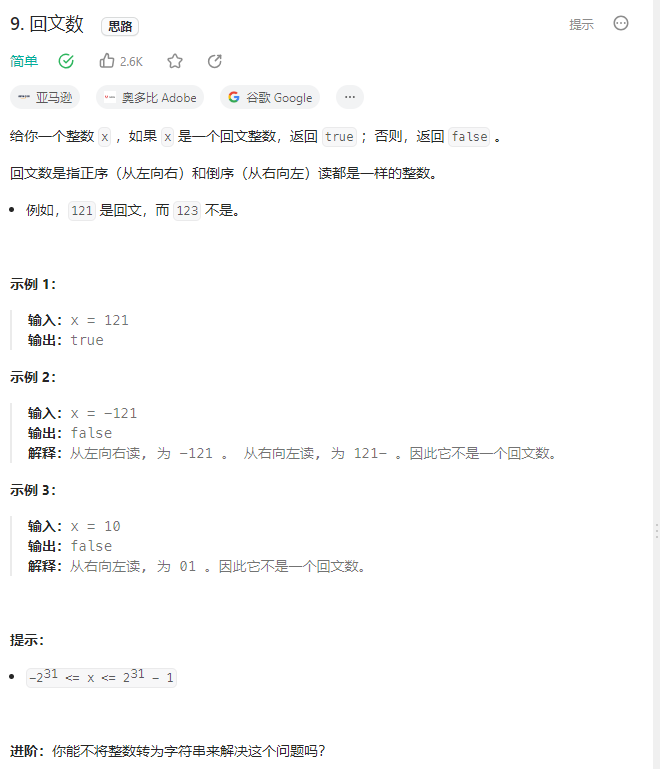 9. 回文数 思路 提示
简单 2.6K
亚马逊 奥多比 Adobe 谷歌 Google ...
给你一个整数 x ，如果 x 是一个回文整数，返回 true ；否则，返回 false 。
回文数是指正序（从左向右）和倒序（从右向左）读都是一样的整数。
• 例如，121 是回文，而 123 不是。
示例 1：
输入：x = 121
输出：true
示例 2：
输入：x = -121
输出：false
解释：从左向右读, 为 -121 。 从右向左读, 为 121- 。因此它不是一个回文数。
示例 3：
输入：x = 10
输出：false
解释：从右向左读, 为 01 。因此它不是一个回文数。
提示：
• -2³¹ <= x <= 2³¹ - 1
进阶：你能不将整数转为字符串来解决这个问题吗？